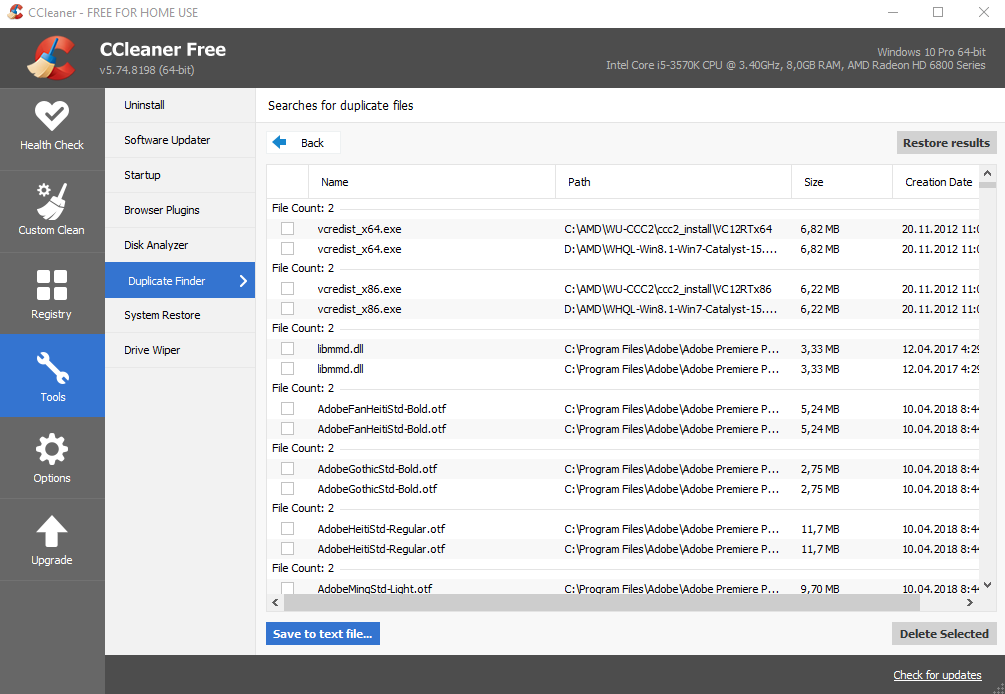 CCleaner - FREE FOR HOME USE
CCleaner Free
v5.74.8198 (64-bit)
Windows 10 Pro 64-bit
Intel Core i5-3570K CPU @ 3.40GHz, 8,0GB RAM, AMD Radeon HD 6800 Series
Health Check
Custom Clean
Registry
Tools
Options
Upgrade
Uninstall
Software Updater
Startup
Browser Plugins
Disk Analyzer
Duplicate Finder
System Restore
Drive Wiper
Searches for duplicate files
Back
Restore results
Name Path Size Creation Date
File Count: 2
vcredist_x64.exe C:\AMD\WU-CCC2\ccc2_install\VC12RTx64 6,82 MB 20.11.2012 11:0
vcredist_x64.exe D:\AMD\WHQL-Win8.1-Win7-Catalyst-15.... 6,82 MB 20.11.2012 11:0
File Count: 2
vcredist_x86.exe C:\AMD\WU-CCC2\ccc2_install\VC12RTx86 6,22 MB 20.11.2012 11:0
vcredist_x86.exe D:\AMD\WHQL-Win8.1-Win7-Catalyst-15.... 6,22 MB 20.11.2012 11:0
File Count: 2
libmmd.dll C:\Program Files\Adobe\Adobe Premiere P... 3,33 MB 12.04.2017 4:29
libmmd.dll C:\Program Files\Adobe\Adobe Premiere P... 3,33 MB 12.04.2017 4:29
File Count: 2
AdobeFanHeitiStd-Bold.otf C:\Program Files\Adobe\Adobe Premiere P... 5,24 MB 10.04.2018 8:44
AdobeFanHeitiStd-Bold.otf C:\Program Files\Adobe\Adobe Premiere P... 5,24 MB 10.04.2018 8:44
File Count: 2
AdobeGothicStd-Bold.otf C:\Program Files\Adobe\Adobe Premiere P... 2,75 MB 10.04.2018 8:44
AdobeGothicStd-Bold.otf C:\Program Files\Adobe\Adobe Premiere P... 2,75 MB 10.04.2018 8:44
File Count: 2
AdobeHeitiStd-Regular.otf C:\Program Files\Adobe\Adobe Premiere P... 11,7 MB 10.04.2018 8:44
AdobeHeitiStd-Regular.otf C:\Program Files\Adobe\Adobe Premiere P... 11,7 MB 10.04.2018 8:44
File Count: 2
AdobeMingStd-Light.otf C:\Program Files\Adobe\Adobe Premiere P... 9,70 MB 10.04.2018 8:44
Save to text file...
Delete Selected
Check for updates